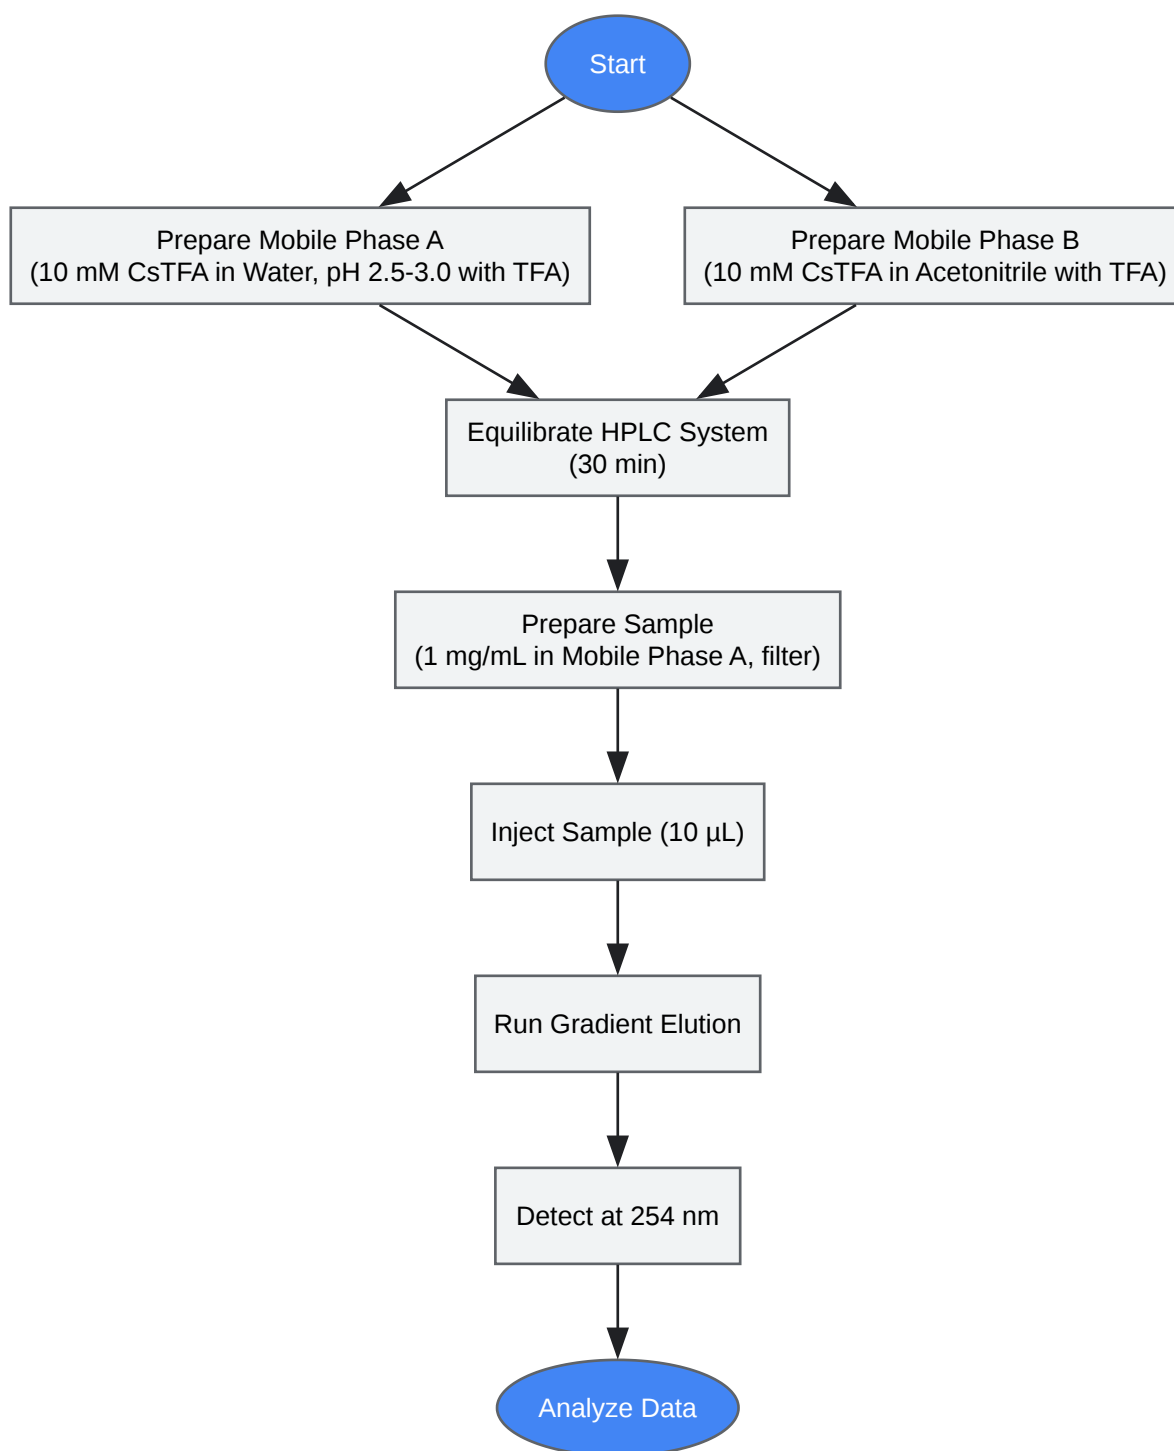 Start
Prepare Mobile Phase A
(10 mM CsTFA in Water, pH 2.5-3.0 with TFA)
Prepare Mobile Phase B
(10 mM CsTFA in Acetonitrile with TFA)
Equilibrate HPLC System
(30 min)
Prepare Sample
(1 mg/mL in Mobile Phase A, filter)
Inject Sample (10 µL)
Run Gradient Elution
Detect at 254 nm
Analyze Data